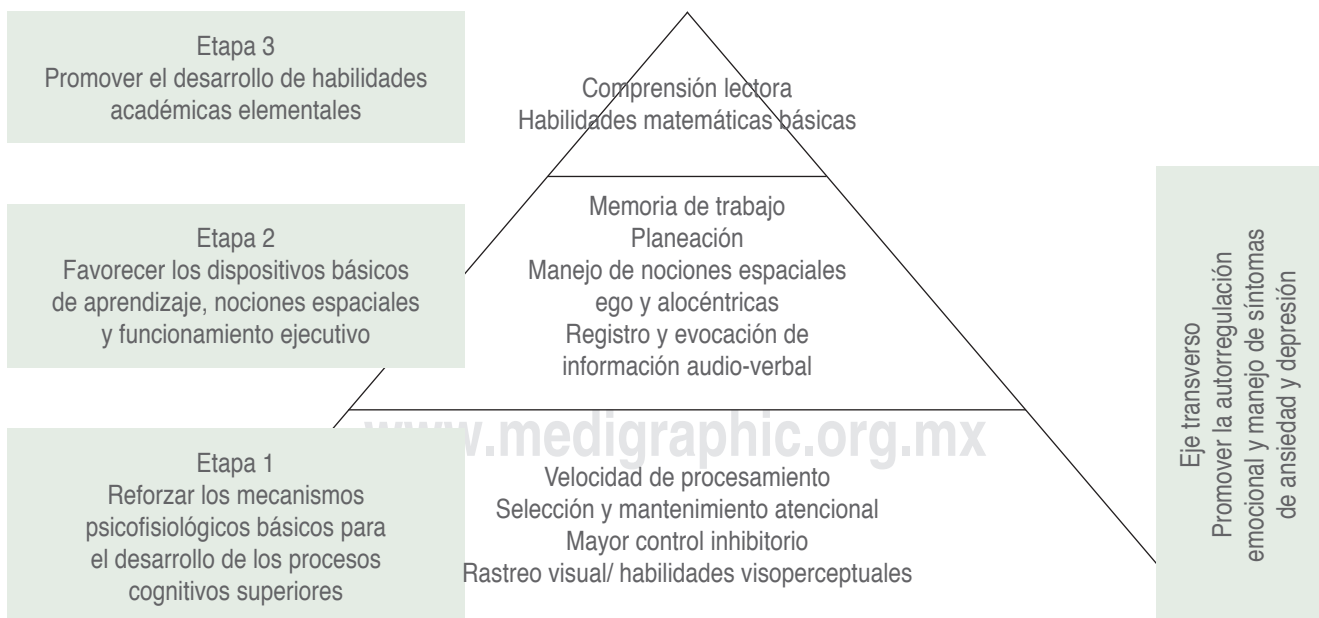 Etapa 3
Promover el desarrollo de habilidades
académicas elementales
Comprensión lectora
Habilidades matemáticas básicas
Etapa 2
Favorecer los dispositivos básicos
de aprendizaje, nociones espaciales
y funcionamiento ejecutivo
Memoria de trabajo
Planeación
Manejo de nociones espaciales
ego y alocéntricas
Registro y evocación de
información audio-verbal
www.medigraphic.org.mx
Etapa 1
Reforzar los mecanismos
psicofisiológicos básicos para
el desarrollo de los procesos
cognitivos superiores
Velocidad de procesamiento
Selección y mantenimiento atencional
Mayor control inhibitorio
Rastreo visual/ habilidades visoperceptuales
Eje transverso
Promover la autorregulación
emocional y manejo de síntomas
de ansiedad y depresión